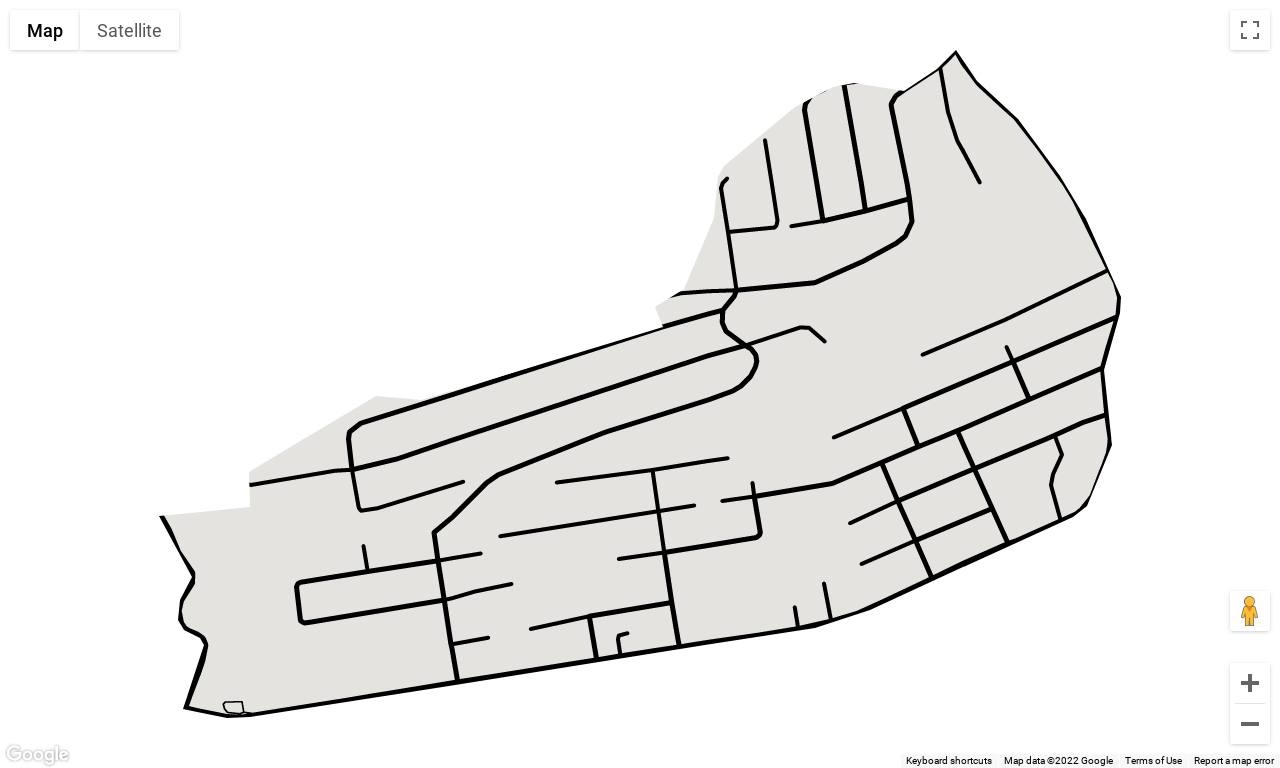 Map Satellite
Google
Keyboard shortcuts Map data ©2022 Google Terms of Use Report a map error